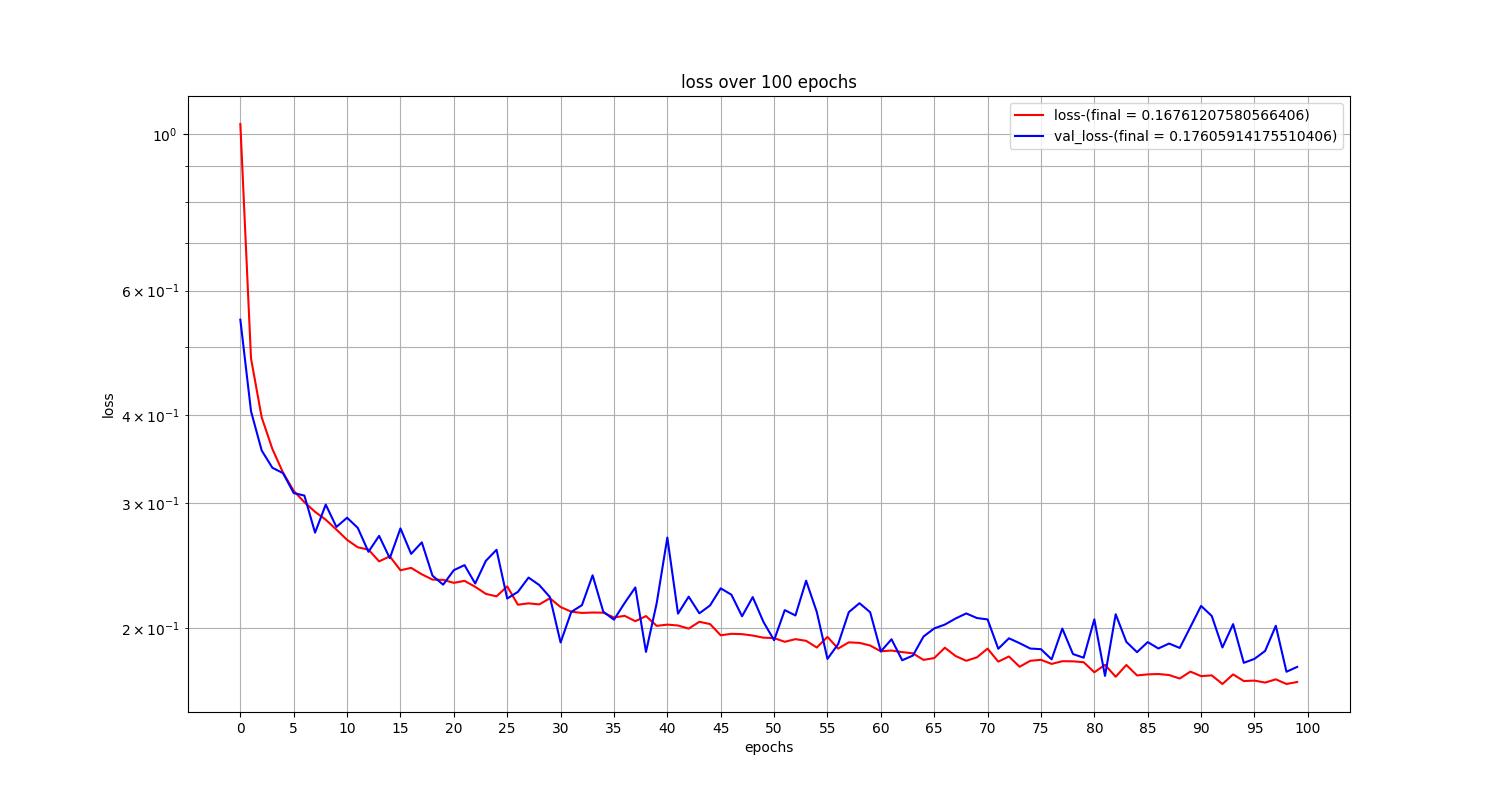 loss over 100 epochs
loss-(final = 0.16761207580566406)
val_loss-(final = 0.17605914175510406)
10⁰
6 × 10⁻¹
4 × 10⁻¹
3 × 10⁻¹
2 × 10⁻¹
loss
0 5 10 15 20 25 30 35 40 45 50 55 60 65 70 75 80 85 90 95 100
epochs